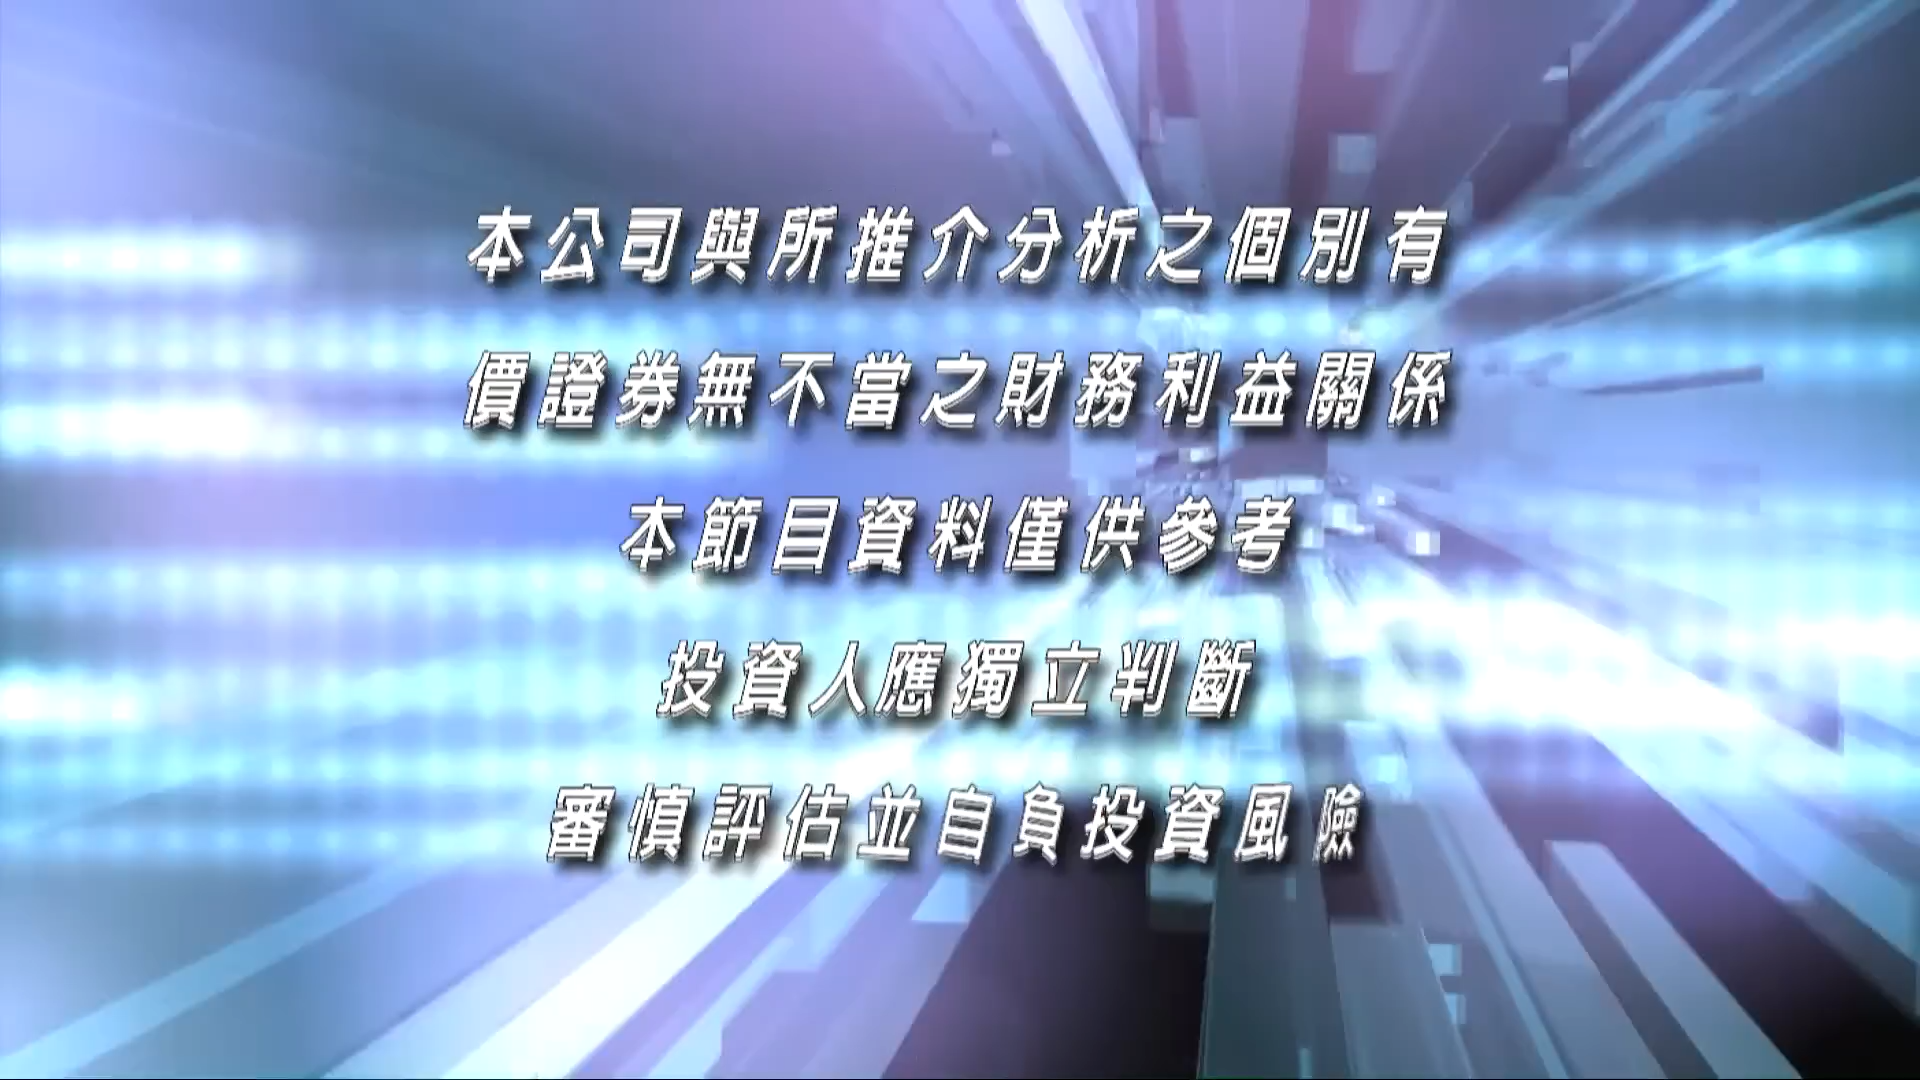 本公司與所推介分析之個別有
價證券無不當之財務利益關係
本節目資料僅供參考
投資人應獨立判斷
審慎評估並自負投資風險